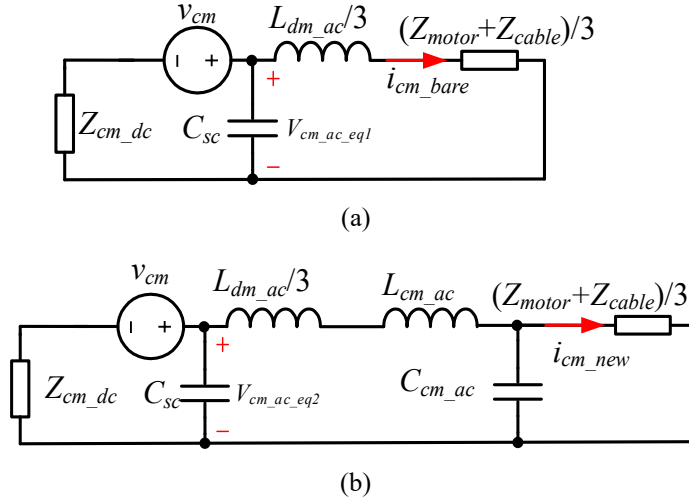 v_cm
L_dm_ac/3
(Z_motor+Z_cable)/3
− +
+
i_cm_bare
Z_cm_dc
C_sc
V_cm_ac_eq1
−
(a)
v_cm
L_dm_ac/3
L_cm_ac
(Z_motor+Z_cable)/3
− +
+
i_cm_new
Z_cm_dc
C_sc
V_cm_ac_eq2
C_cm_ac
−
(b)